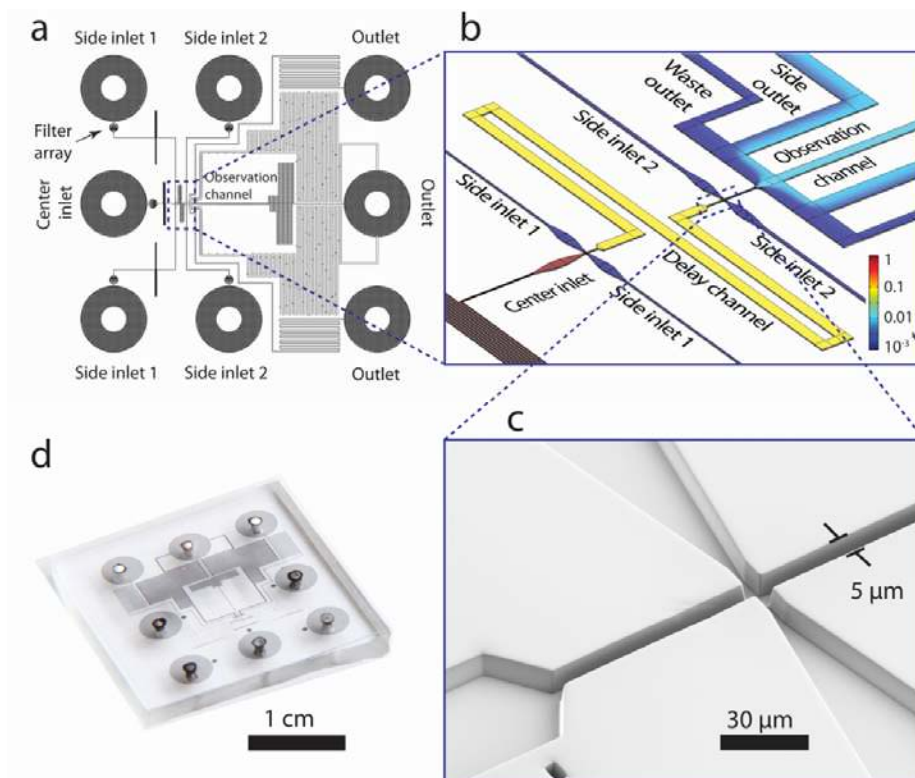 a
Side inlet 1
Side inlet 2
Outlet
Filter
array
Center
inlet
Observation
channel
Outlet
Side inlet 1
Side inlet 2
Outlet
b
Waste
outlet
Side
outlet
Side inlet 2
Observation
channel
Side inlet 1
Side inlet 2
Delay channel
Center inlet
Side inlet 1
1
0.1
0.01
10⁻³
c
5 µm
30 µm
d
1 cm